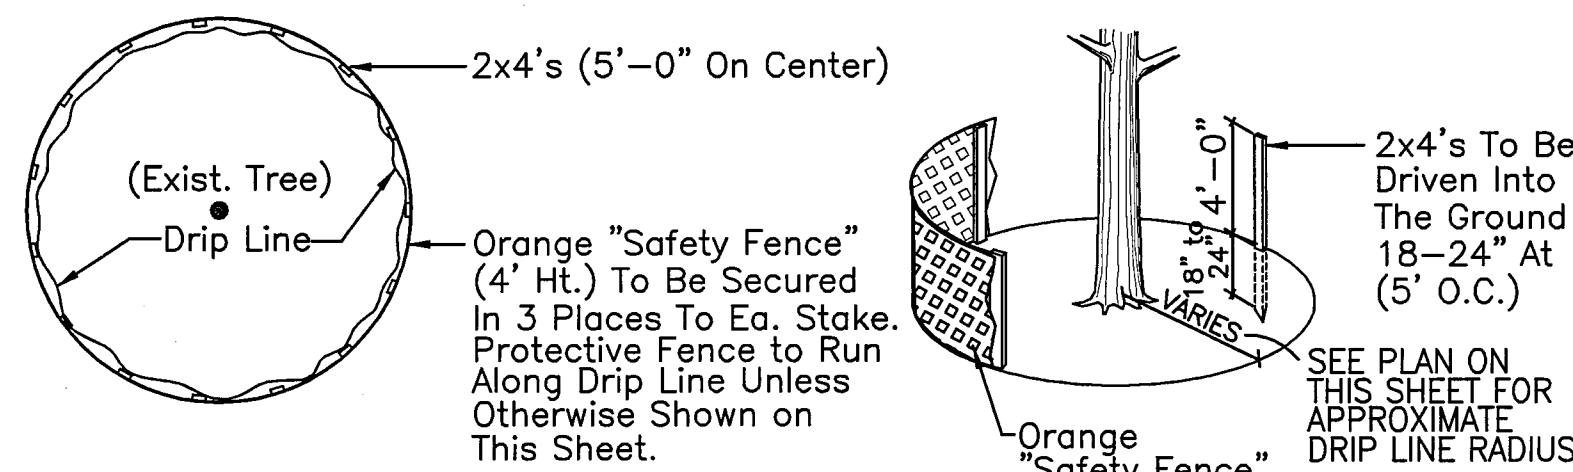 2x4's (5'-0" On Center)
(Exist. Tree)
Drip Line
Orange "Safety Fence"
(4' Ht.) To Be Secured
In 3 Places To Ea. Stake.
Protective Fence to Run
Along Drip Line Unless
Otherwise Shown on
This Sheet.
4'-0"
18" to
24"
VARIES
2x4's To Be
Driven Into
The Ground
18-24" At
(5' O.C.)
SEE PLAN ON
THIS SHEET FOR
APPROXIMATE
DRIP LINE RADIUS
Orange
"Safety Fence"